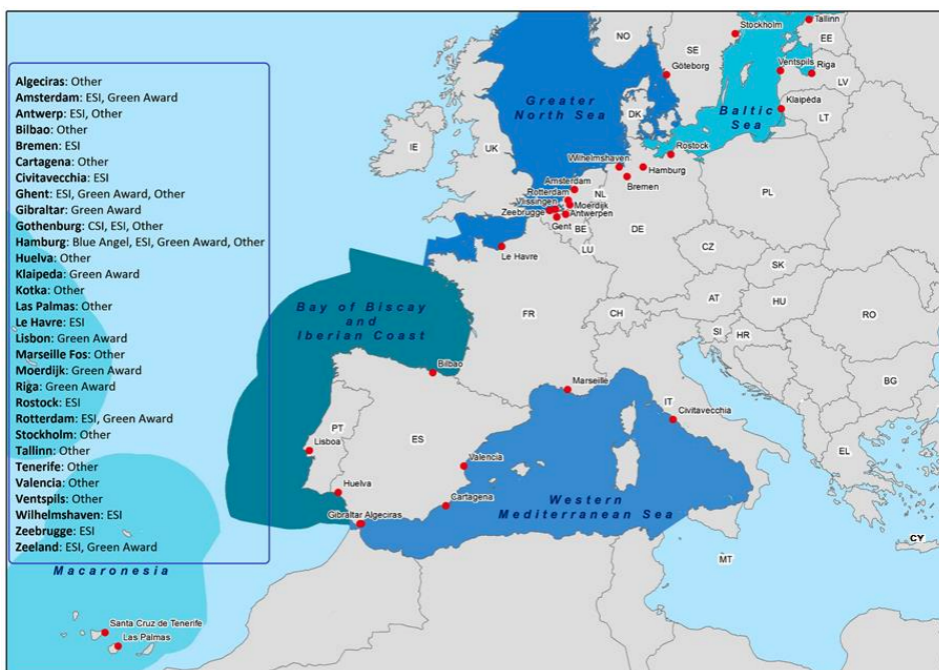 Algeciras: Other
Amsterdam: ESI, Green Award
Antwerp: ESI, Other
Bilbao: Other
Bremen: ESI
Cartagena: Other
Civitavecchia: ESI
Ghent: ESI, Green Award, Other
Gibraltar: Green Award
Gothenburg: CSI, ESI, Other
Hamburg: Blue Angel, ESI, Green Award, Other
Huelva: Other
Klaipeda: Green Award
Kotka: Other
Las Palmas: Other
Le Havre: ESI
Lisbon: Green Award
Marseille Fos: Other
Moerdijk: Green Award
Riga: Green Award
Rostock: ESI
Rotterdam: ESI, Green Award
Stockholm: Other
Tallinn: Other
Tenerife: Other
Valencia: Other
Ventspils: Other
Wilhelmshaven: ESI
Zeebrugge: ESI
Zeeland: ESI, Green Award
Macaronesia
Santa Cruz de Tenerife
Las Palmas
NO
SE
Stockholm
Tallinn
EE
Göteborg
Ventspils
Riga
LV
Greater
North Sea
DK
Baltic
Sea
Klaipėda
LT
IE
UK
Rostock
Wilhelmshaven
Hamburg
Bremen
Amsterdam
NL
Rotterdam
Vlissingen
Moerdijk
Zeebrugge
Antwerpen
Gent
BE
DE
PL
LU
Le Havre
CZ
SK
FR
CH
AT
HU
RO
SI
HR
Bay of Biscay
and
Iberian Coast
Bilbao
Marseille
IT
Civitavecchia
BG
PT
ES
Lisboa
Valencia
EL
Huelva
Cartagena
Western
Mediterranean Sea
Gibraltar Algeciras
CY
MT